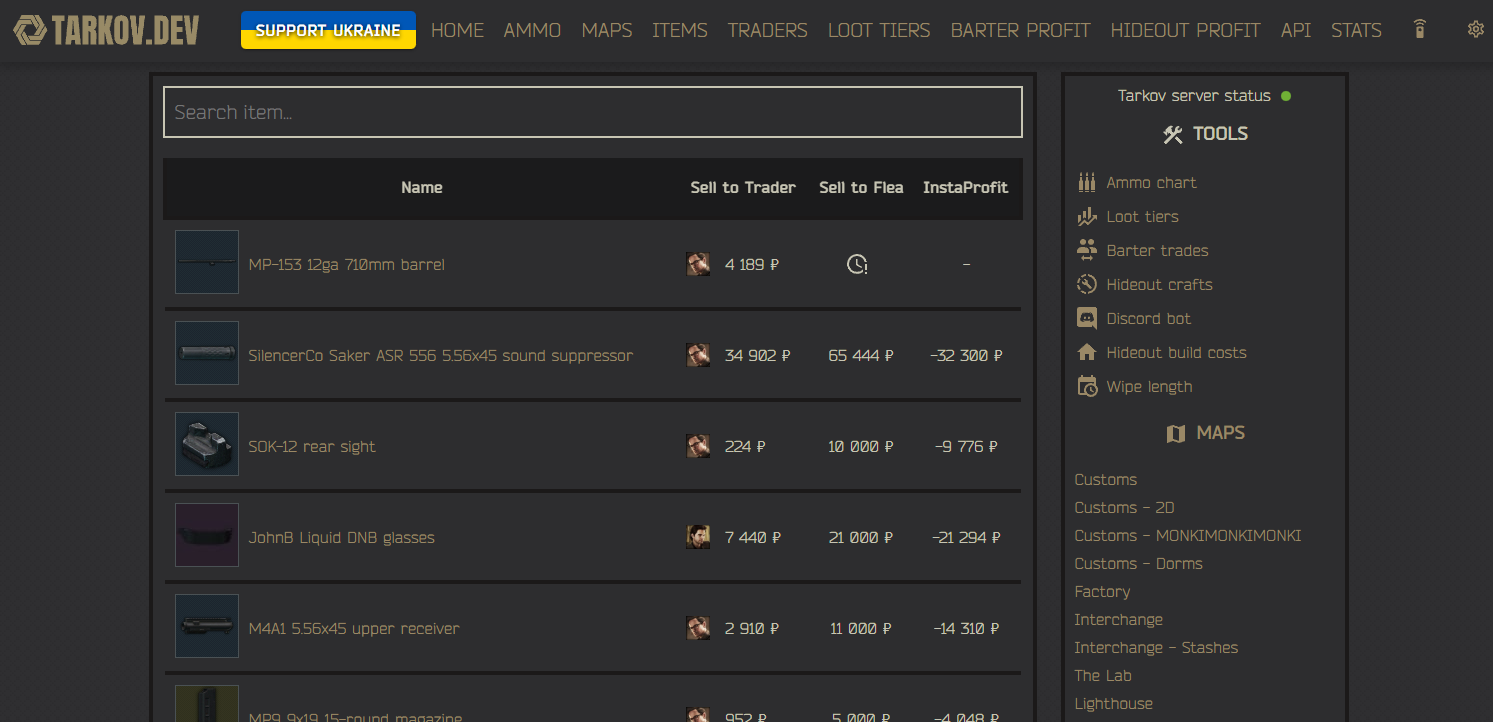 TARKOV.DEV
SUPPORT UKRAINE HOME AMMO MAPS ITEMS TRADERS LOOT TIERS BARTER PROFIT HIDEOUT PROFIT API STATS
Search item...
Name Sell to Trader Sell to Flea InstaProfit
MP-153 12ga 710mm barrel 4 189 ₽ -
SilencerCo Saker ASR 556 5.56x45 sound suppressor 34 902 ₽ 65 444 ₽ -32 300 ₽
SOK-12 rear sight 224 ₽ 10 000 ₽ -9 776 ₽
JohnB Liquid DNB glasses 7 440 ₽ 21 000 ₽ -21 294 ₽
M4A1 5.56x45 upper receiver 2 910 ₽ 11 000 ₽ -14 310 ₽
MP9 9x19 15-round magazine 952 ₽ 5 000 ₽ -4 048 ₽
Tarkov server status
TOOLS
Ammo chart
Loot tiers
Barter trades
Hideout crafts
Discord bot
Hideout build costs
Wipe length
MAPS
Customs
Customs - 2D
Customs - MONKIMONKIMONKI
Customs - Dorms
Factory
Interchange
Interchange - Stashes
The Lab
Lighthouse